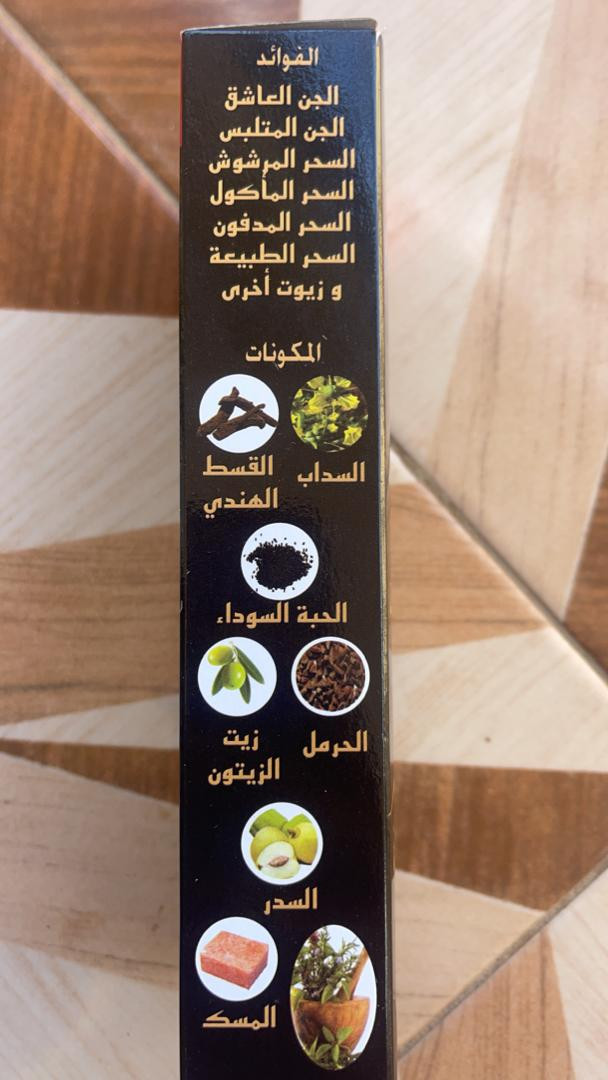 الفوائد
الجن العاشق
الجن المتلبس
السحر المرشوش
السحر المأكول
السحر المدفون
السحر الطبيعة
و زيوت أخرى
المكونات
السداب
القسط
الهندي
الحبة السوداء
الحرمل
زيت
الزيتون
السدر
المسك